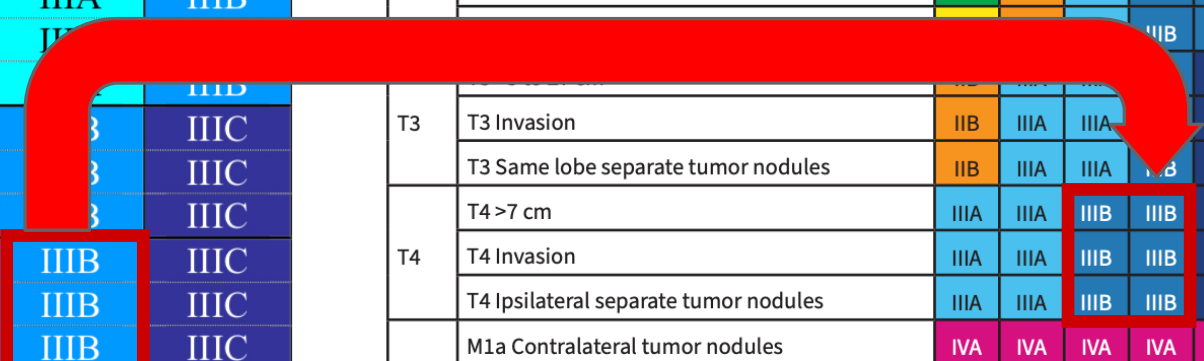 IIIA IIIB
IIIB
IIIC T3 T3 Invasion IIB IIIA IIIA
IIIC T3 Same lobe separate tumor nodules IIB IIIA IIIA
IIIC T4 >7 cm IIIA IIIA IIIB IIIB
IIIB IIIC T4 T4 Invasion IIIA IIIA IIIB IIIB
IIIB IIIC T4 Ipsilateral separate tumor nodules IIIA IIIA IIIB IIIB
IIIB IIIC M1a Contralateral tumor nodules IVA IVA IVA IVA